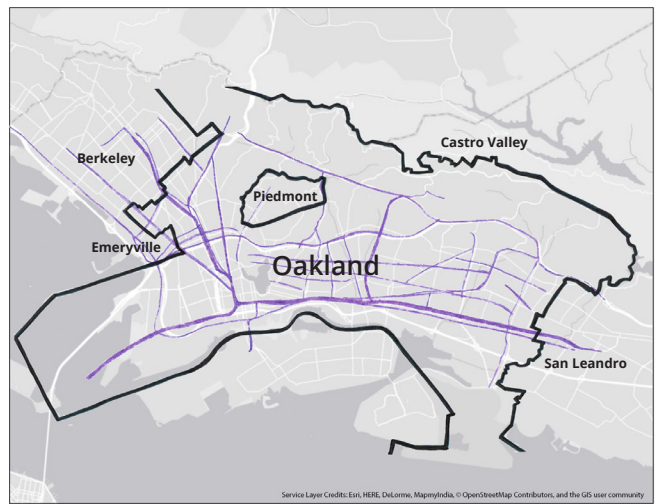 Castro Valley
Berkeley
Piedmont
Emeryville
Oakland
San Leandro
Service Layer Credits: Esri, HERE, DeLorme, MapmyIndia, © OpenStreetMap Contributors, and the GIS user community